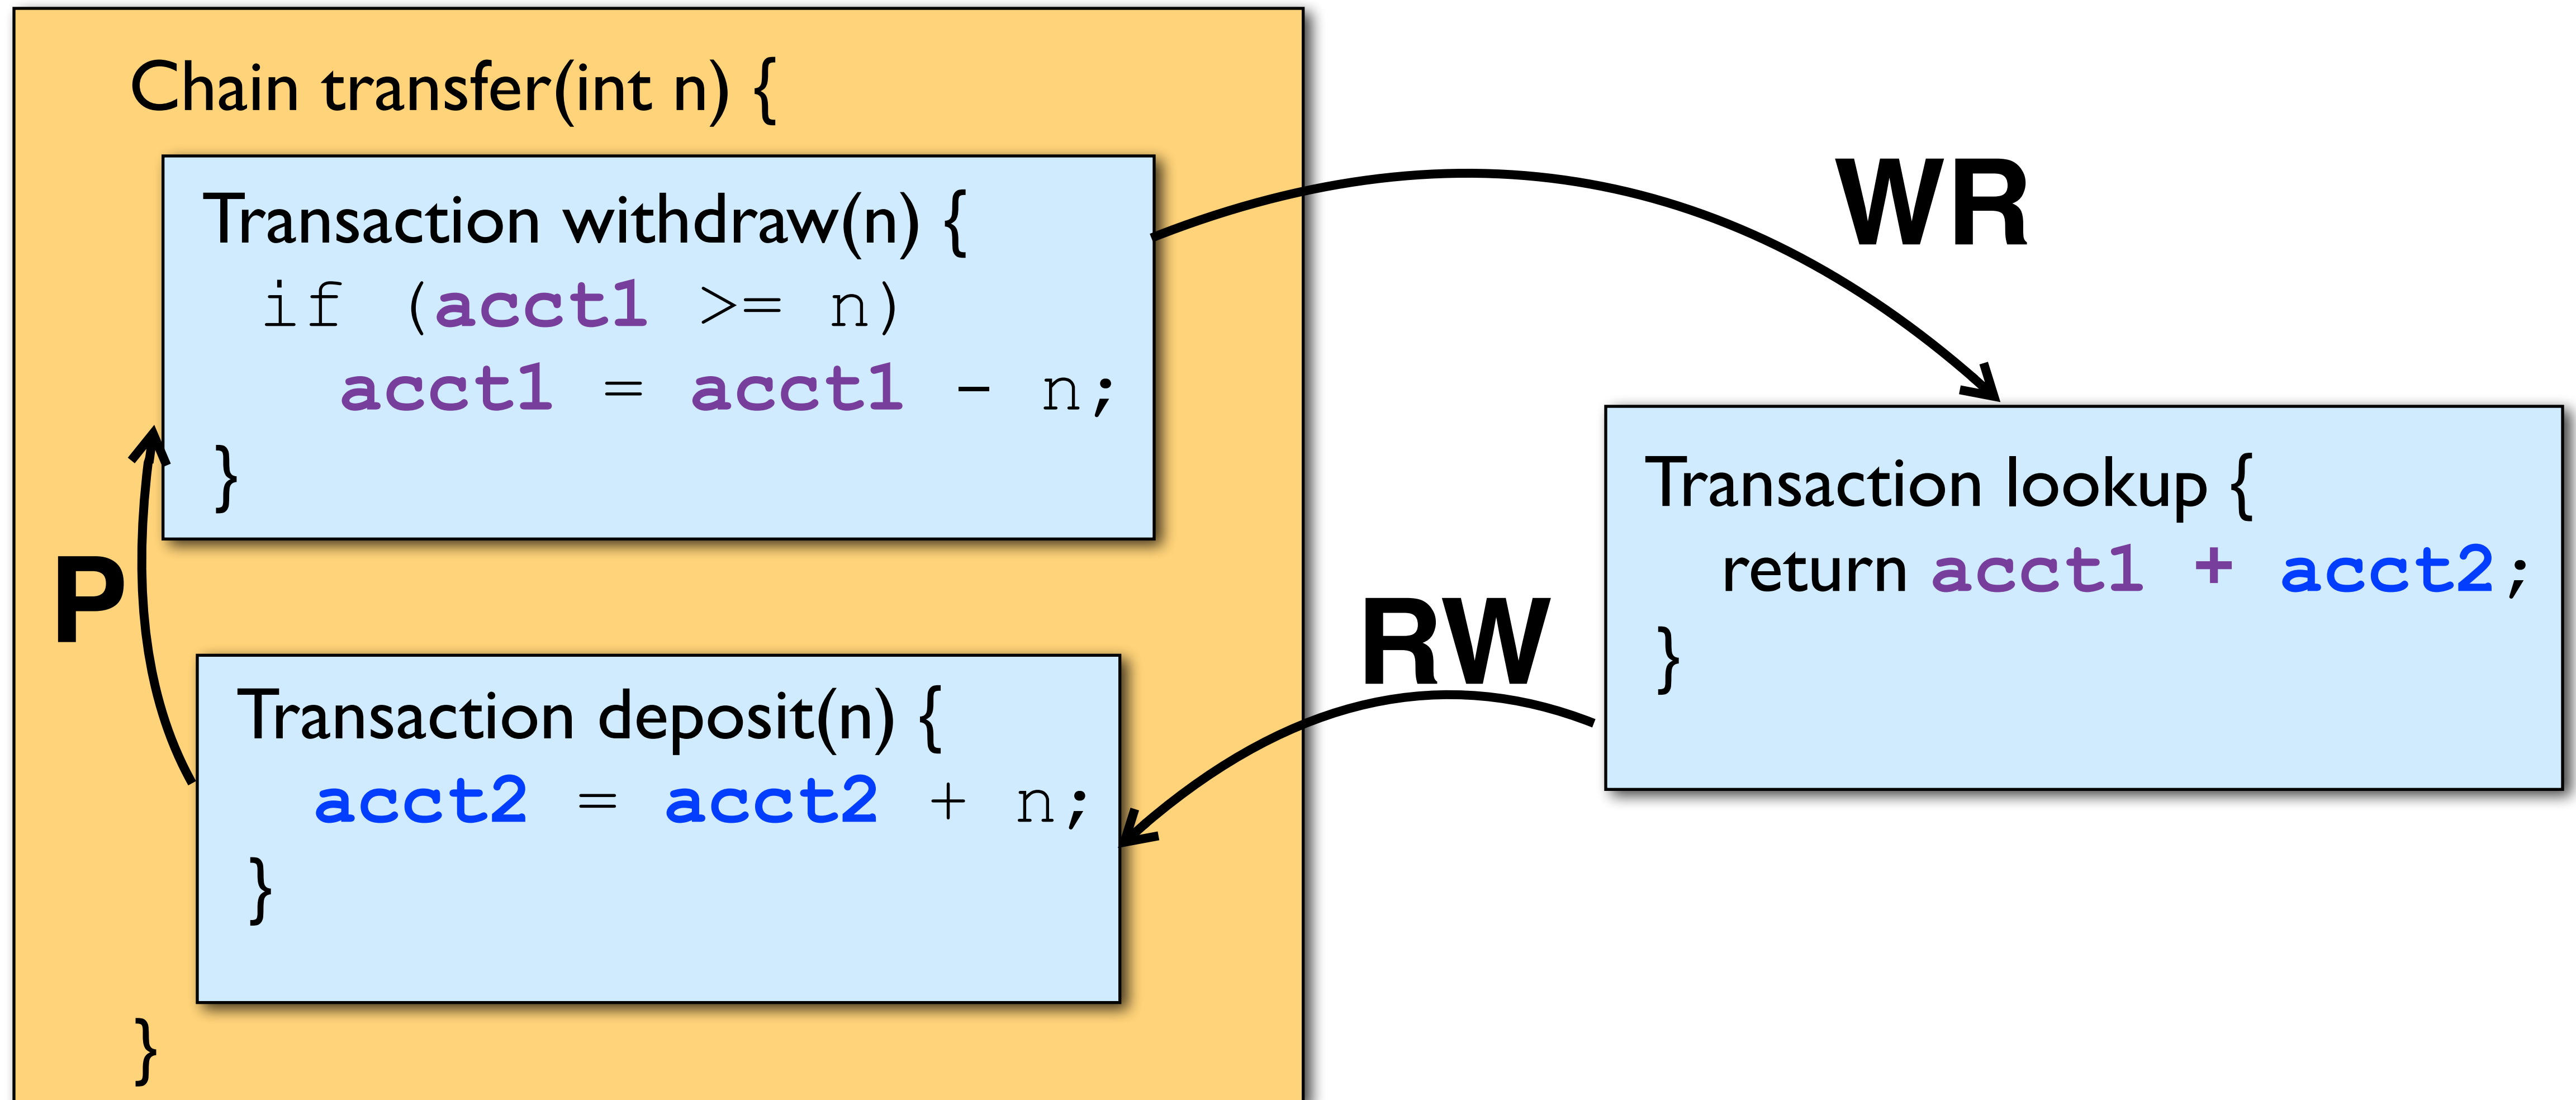 Chain transfer(int n) {
Transaction withdraw(n) {
if (acct1 >= n)
acct1 = acct1 - n;
}
P
Transaction deposit(n) {
acct2 = acct2 + n;
}
}
WR
RW
Transaction lookup {
return acct1 + acct2;
}